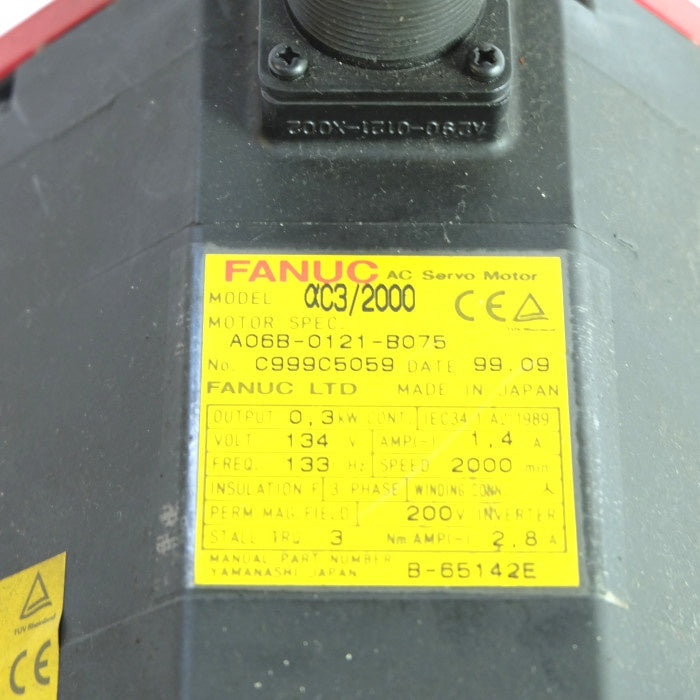 A290-0121-X002
FANUC AC Servo Motor
MODEL αC3/2000
MOTOR SPEC.
A06B-0121-B075
No. C999C5059 DATE 99.09
FANUC LTD MADE IN JAPAN
OUTPUT 0,3 kW CONT. IEC34 1 A2 1989
VOLT 134 V AMP(-) 1,4 A
FREQ. 133 Hz SPEED 2000 min
INSULATION F 3 PHASE WINDING CONN
PERM MAG.FIELD 200V INVERTER
STALL TRQ 3 Nm AMP(-) 2,8 A
MANUAL PART NUMBER
YAMANASHI JAPAN B-65142E
TÜV Rheinland
CE